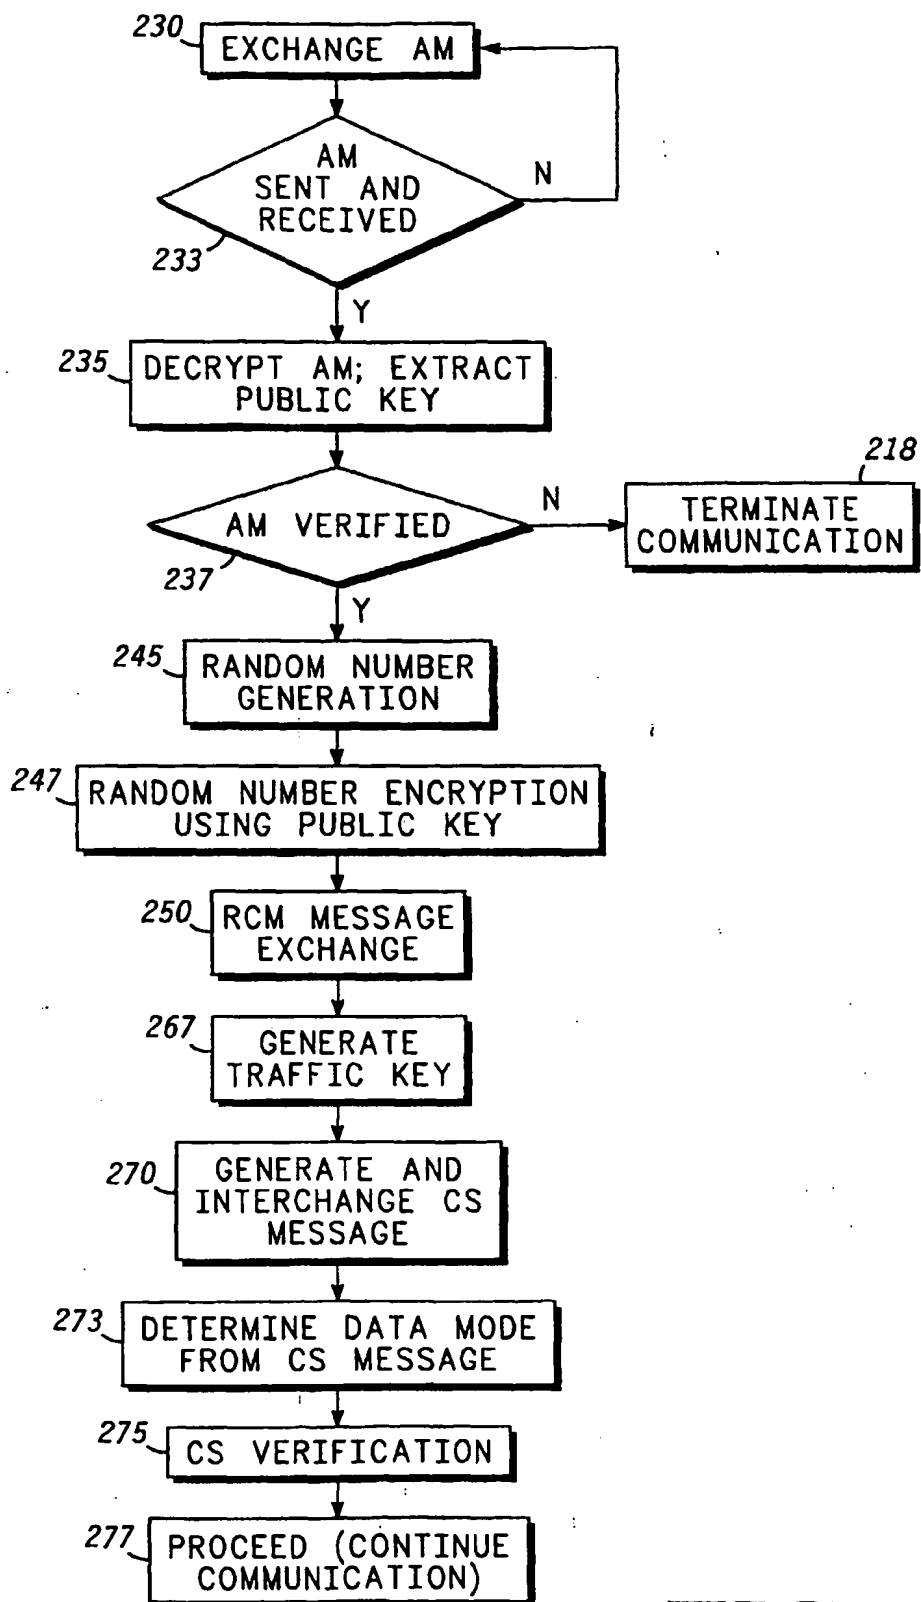 230
EXCHANGE AM
AM
SENT AND
RECEIVED
N
233
Y
235
DECRYPT AM; EXTRACT
PUBLIC KEY
218
AM VERIFIED
N
TERMINATE
COMMUNICATION
237
Y
245
RANDOM NUMBER
GENERATION
247
RANDOM NUMBER ENCRYPTION
USING PUBLIC KEY
250
RCM MESSAGE
EXCHANGE
267
GENERATE
TRAFFIC KEY
270
GENERATE AND
INTERCHANGE CS
MESSAGE
273
DETERMINE DATA MODE
FROM CS MESSAGE
275
CS VERIFICATION
277
PROCEED (CONTINUE
COMMUNICATION)